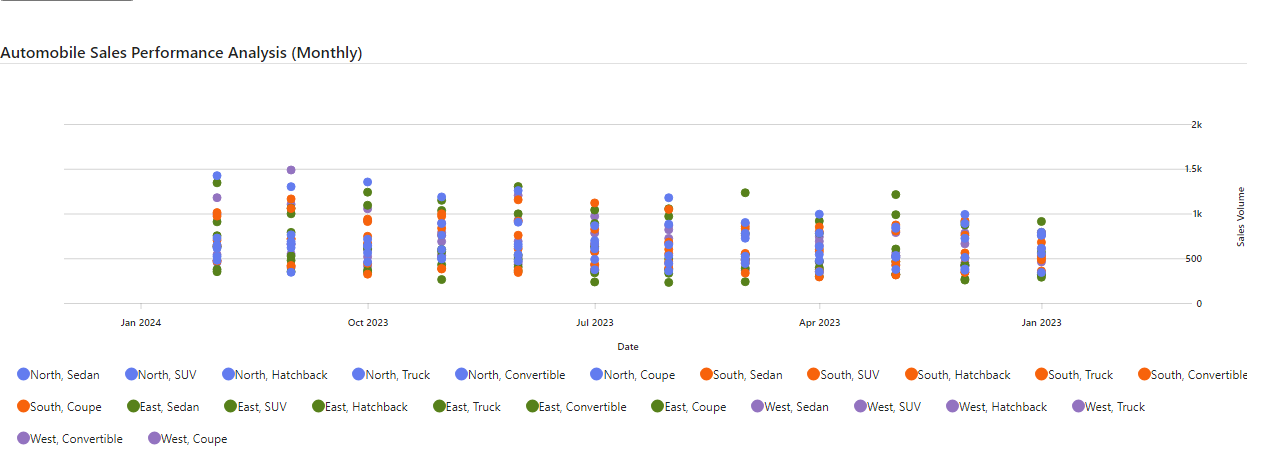 Automobile Sales Performance Analysis (Monthly)
2k
1.5k
1k
500
0
Sales Volume
Jan 2024 Oct 2023 Jul 2023 Apr 2023 Jan 2023
Date
North, Sedan North, SUV North, Hatchback North, Truck North, Convertible North, Coupe South, Sedan South, SUV South, Hatchback South, Truck South, Convertible
South, Coupe East, Sedan East, SUV East, Hatchback East, Truck East, Convertible East, Coupe West, Sedan West, SUV West, Hatchback West, Truck
West, Convertible West, Coupe